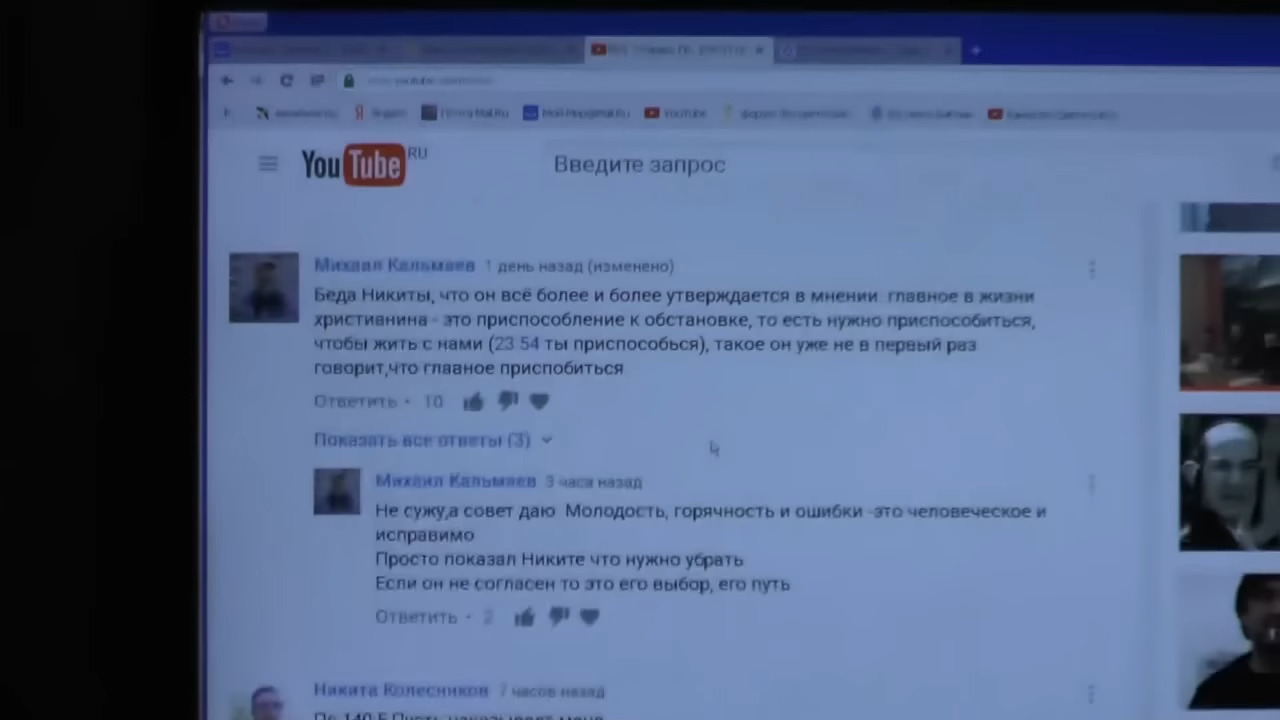 YouTube
YouTube RU
Введите запрос
Михаил Кальмаев 1 день назад (изменено)
Беда Никиты, что он всё более и более утверждается в мнении главное в жизни
христианина - это приспособление к обстановке, то есть нужно приспособиться,
чтобы жить с нами (23 54 ты приспособься), такое он уже не в первый раз
говорит,что главное приспобиться
Ответить · 10
Показать все ответы (3)
Михаил Кальмаев 3 часа назад
Не сужу,а совет даю Молодость, горячность и ошибки -это человеческое и
исправимо
Просто показал Никите что нужно убрать
Если он не согласен то это его выбор, его путь
Ответить · 2
Никита Колесников 7 часов назад